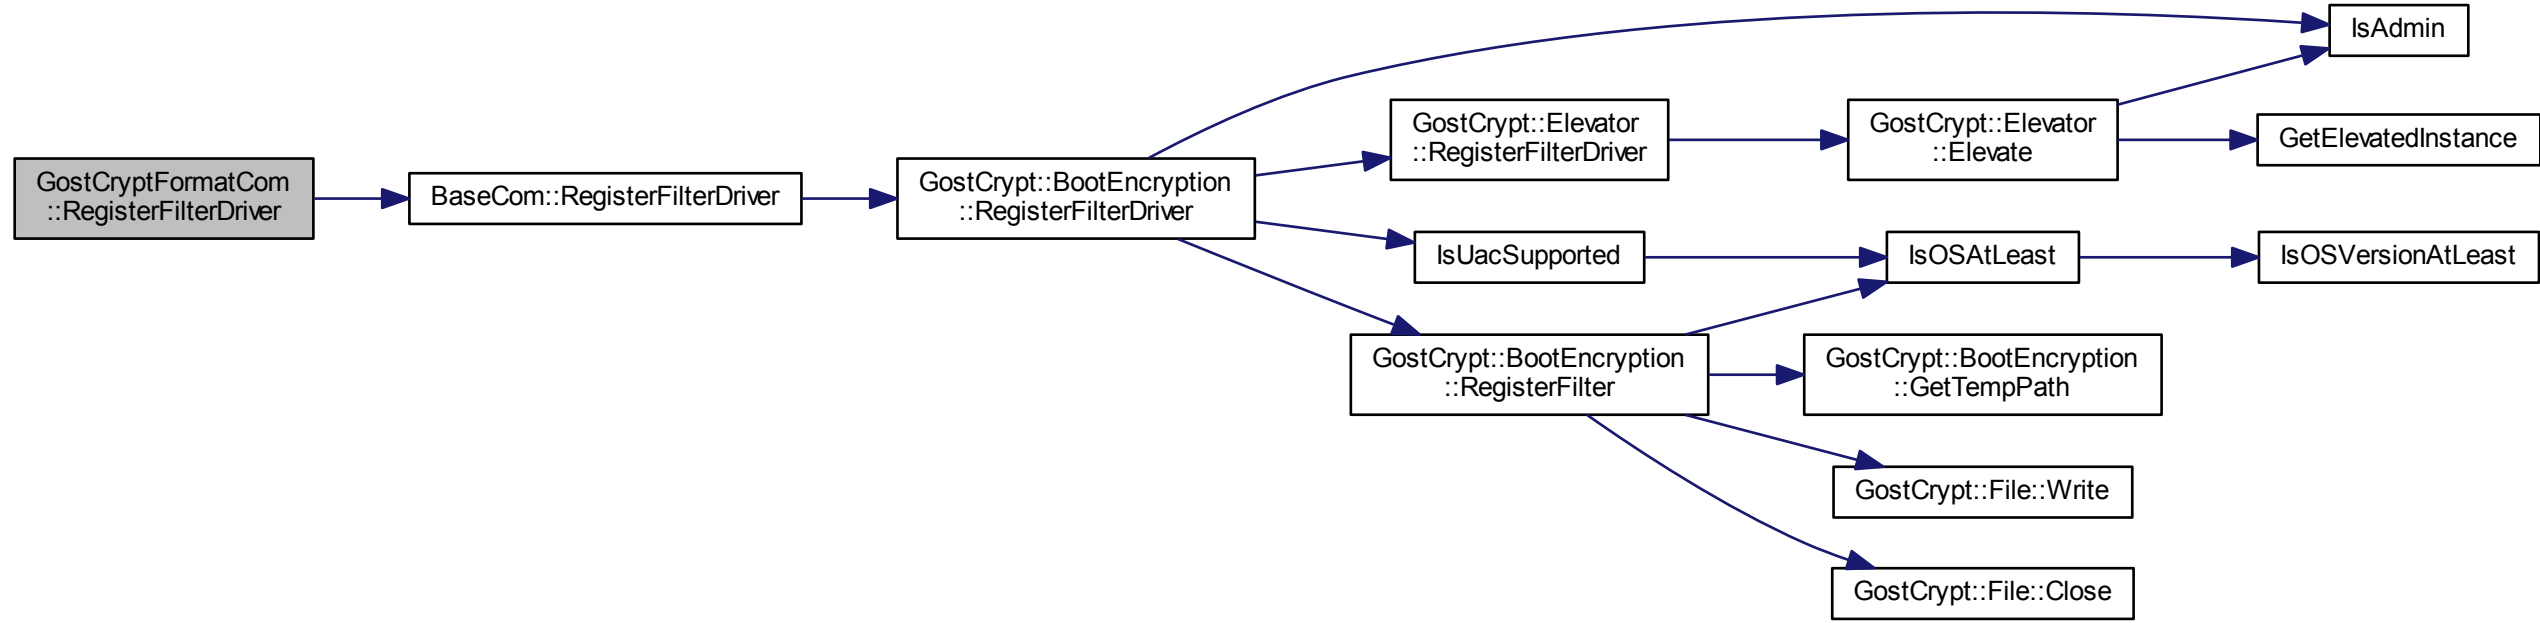 GostCryptFormatCom
::RegisterFilterDriver
BaseCom::RegisterFilterDriver
GostCrypt::BootEncryption
::RegisterFilterDriver
IsAdmin
GostCrypt::Elevator
::RegisterFilterDriver
GostCrypt::Elevator
::Elevate
GetElevatedInstance
IsUacSupported
IsOSAtLeast
IsOSVersionAtLeast
GostCrypt::BootEncryption
::RegisterFilter
GostCrypt::BootEncryption
::GetTempPath
GostCrypt::File::Write
GostCrypt::File::Close